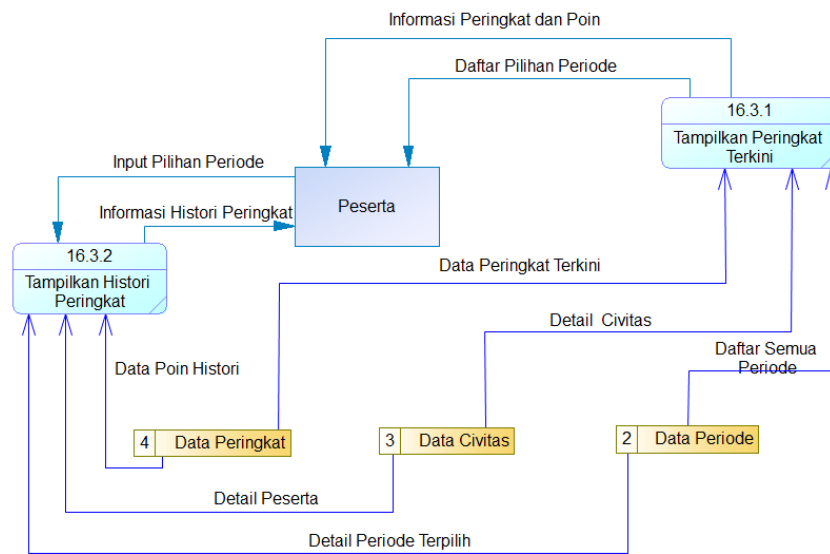 Informasi Peringkat dan Poin
Daftar Pilihan Periode
16.3.1
Tampilkan Peringkat
Terkini
Input Pilihan Periode
Peserta
Informasi Histori Peringkat
16.3.2
Tampilkan Histori
Peringkat
Data Peringkat Terkini
Detail Civitas
Daftar Semua
Periode
Data Poin Histori
4 Data Peringkat
3 Data Civitas
2 Data Periode
Detail Peserta
Detail Periode Terpilih